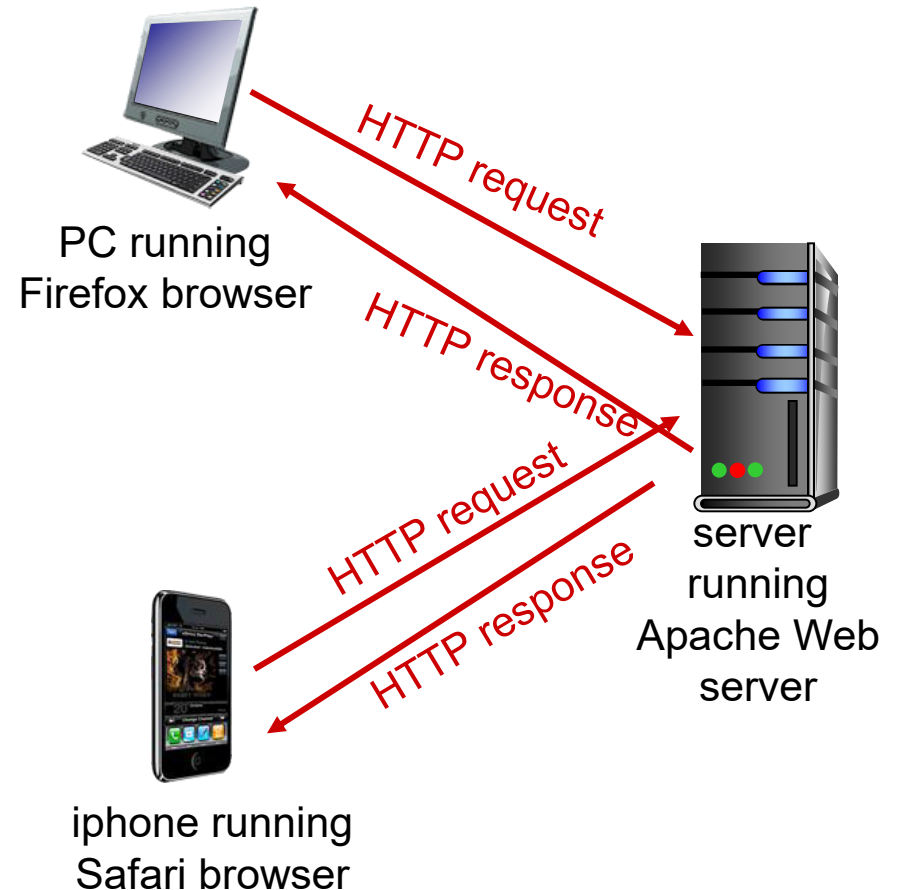 HTTP request
PC running
Firefox browser
HTTP response
HTTP request
server
running
Apache Web
server
HTTP response
iphone running
Safari browser